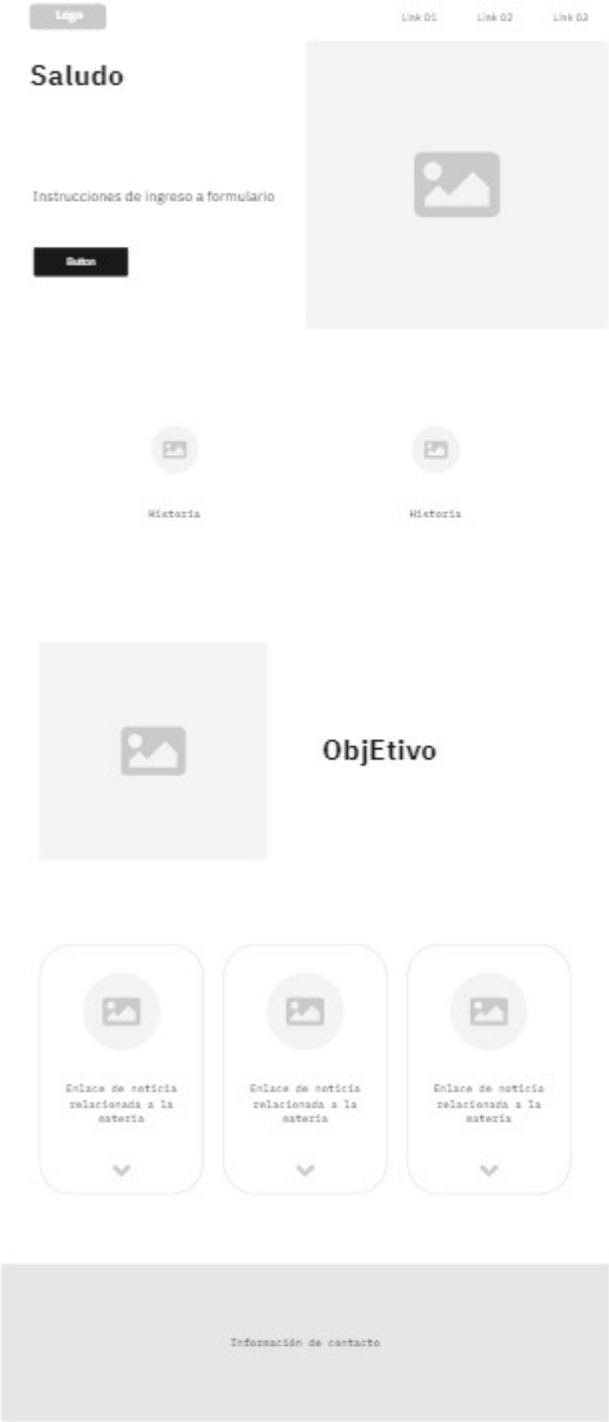 Logo
Link 01
Link 02
Link 03
Saludo
Instrucciones de ingreso a formulario
Button
Historia
Historia
ObjEtivo
Enlace de noticia
relacionada a la
materia
Enlace de noticia
relacionada a la
materia
Enlace de noticia
relacionada a la
materia
Información de contacto